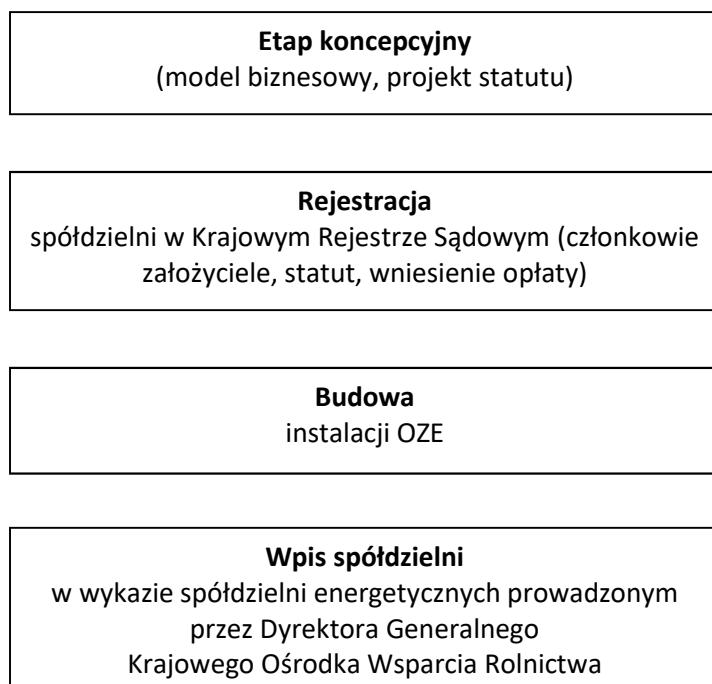 Etap koncepcyjny
(model biznesowy, projekt statutu)
Rejestracja
spółdzielni w Krajowym Rejestrze Sądowym (członkowie
założyciele, statut, wniesienie opłaty)
Budowa
instalacji OZE
Wpis spółdzielni
w wykazie spółdzielni energetycznych prowadzonym
przez Dyrektora Generalnego
Krajowego Ośrodka Wsparcia Rolnictwa